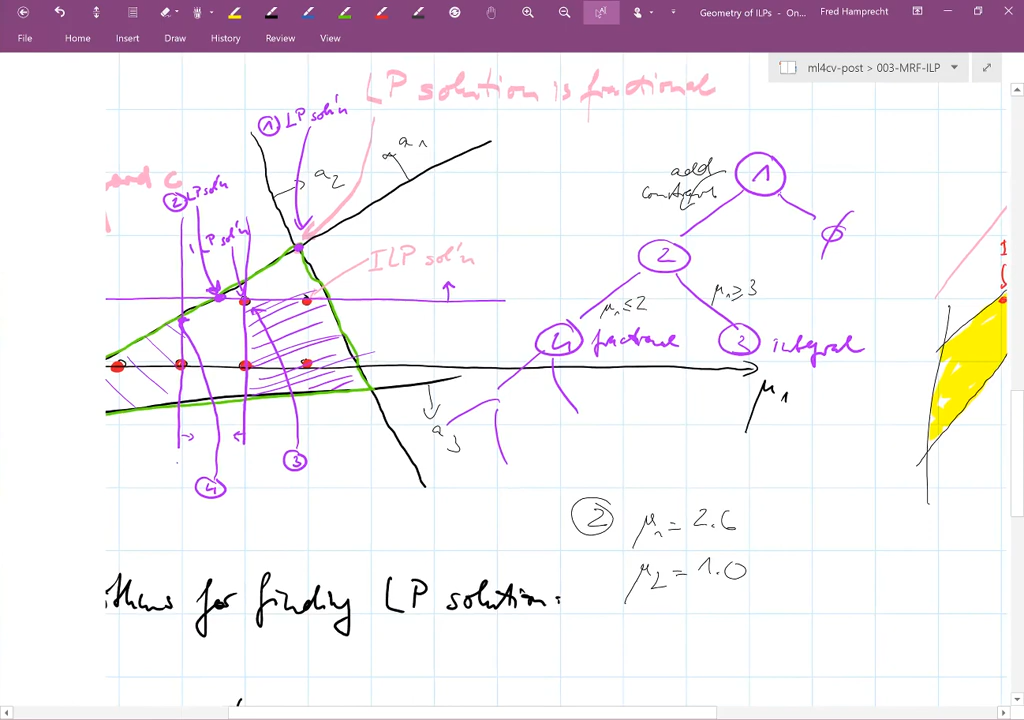 Geometry of ILPs - On...
Fred Hamprecht
File
Home
Insert
Draw
History
Review
View
ml4cv-post > 003-MRF-ILP
LP solution is fractional
① LP sol'n
a₁
a₂
and c
② LP sol'n
LP sol'n
ILP sol'n
add
constraint
1
∅
2
μ₁ ≤ 2
μ₁ ≥ 3
4 fractional
3 integral
μ₁
a₃
③
④
② μ₁ = 2.6
μ₂ = 1.0
ithms for finding LP solution: